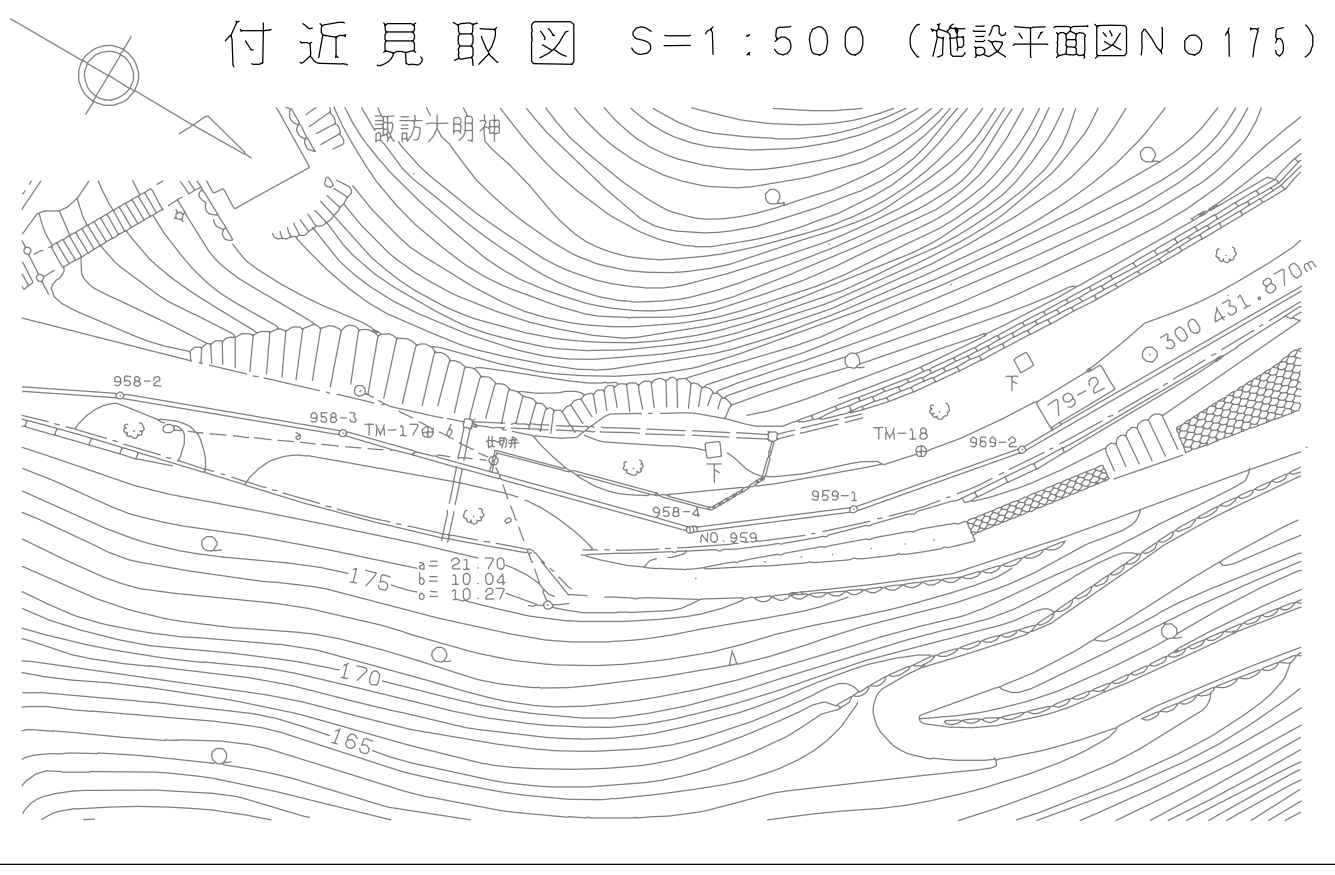 付近見取図 S=1:500 (施設平面図No175)
諏訪大明神
300 431.870m
958-2
79-2
958-3
TM-17
b
TM-18
a
仕切弁
969-2
下
下
959-1
958-4
NO.959
a= 21.70
b= 10.04
c= 10.27
175
170
165